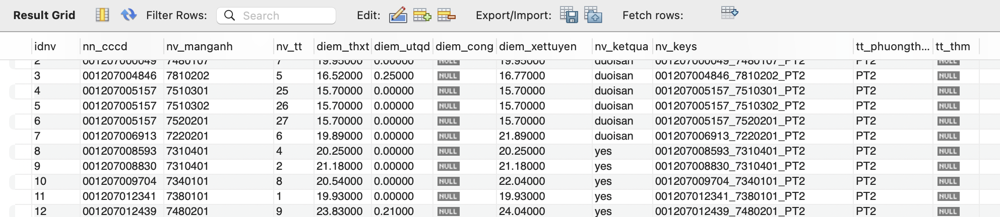 Result Grid Filter Rows: Search Edit: Export/Import: Fetch rows:
idnv nn_cccd nv_manganh nv_tt diem_thxt diem_utqd diem_cong diem_xettuyen nv_ketqua nv_keys tt_phuongth... tt_thm
2 001207000049 7480107 7 19.95000 0.00000 NULL 19.95000 duoisan 001207000049_7480107_PT2 PT2 NULL
3 001207004846 7810202 5 16.52000 0.25000 NULL 16.77000 duoisan 001207004846_7810202_PT2 PT2 NULL
4 001207005157 7510301 25 15.70000 0.00000 NULL 15.70000 duoisan 001207005157_7510301_PT2 PT2 NULL
5 001207005157 7510302 26 15.70000 0.00000 NULL 15.70000 duoisan 001207005157_7510302_PT2 PT2 NULL
6 001207005157 7520201 27 15.70000 0.00000 NULL 15.70000 duoisan 001207005157_7520201_PT2 PT2 NULL
7 001207006913 7220201 6 19.89000 0.00000 NULL 21.89000 duoisan 001207006913_7220201_PT2 PT2 NULL
8 001207008593 7310401 4 20.25000 0.00000 NULL 20.25000 yes 001207008593_7310401_PT2 PT2 NULL
9 001207008830 7310401 2 21.18000 0.00000 NULL 21.18000 yes 001207008830_7310401_PT2 PT2 NULL
10 001207009704 7340101 8 20.54000 0.00000 NULL 22.04000 yes 001207009704_7340101_PT2 PT2 NULL
11 001207012341 7380101 1 19.93000 0.00000 NULL 19.93000 yes 001207012341_7380101_PT2 PT2 NULL
12 001207012439 7480201 9 23.83000 0.21000 NULL 24.04000 yes 001207012439_7480201_PT2 PT2 NULL